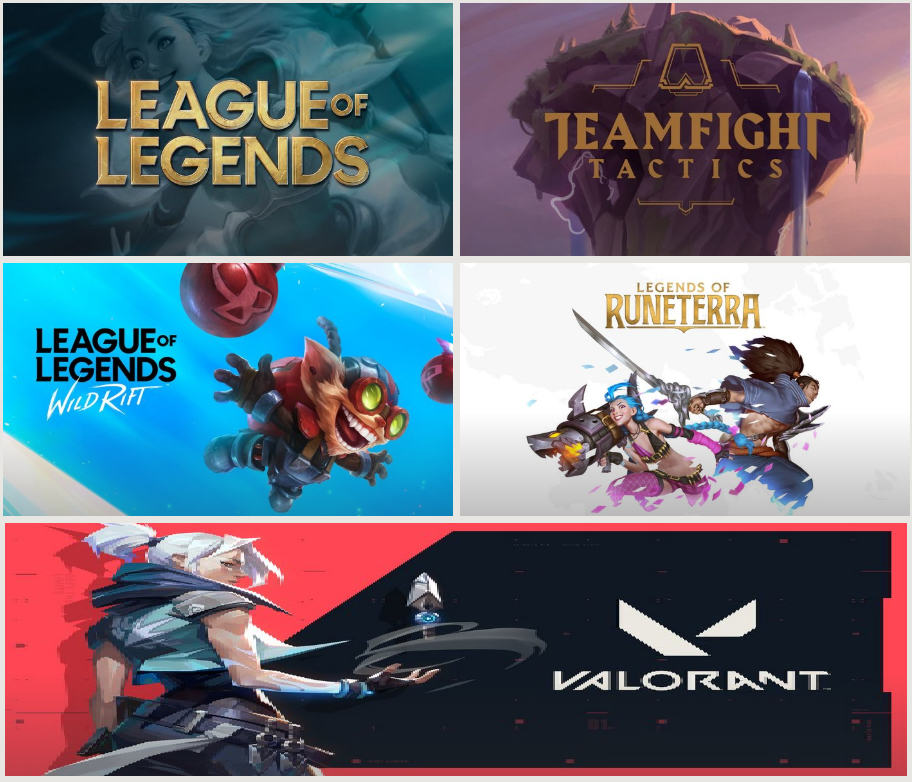 LEAGUE OF
LEGENDS
TEAMFIGHT
TACTICS
LEAGUE OF
LEGENDS
WILD RIFT
LEGENDS OF
RUNETERRA
VALORANT